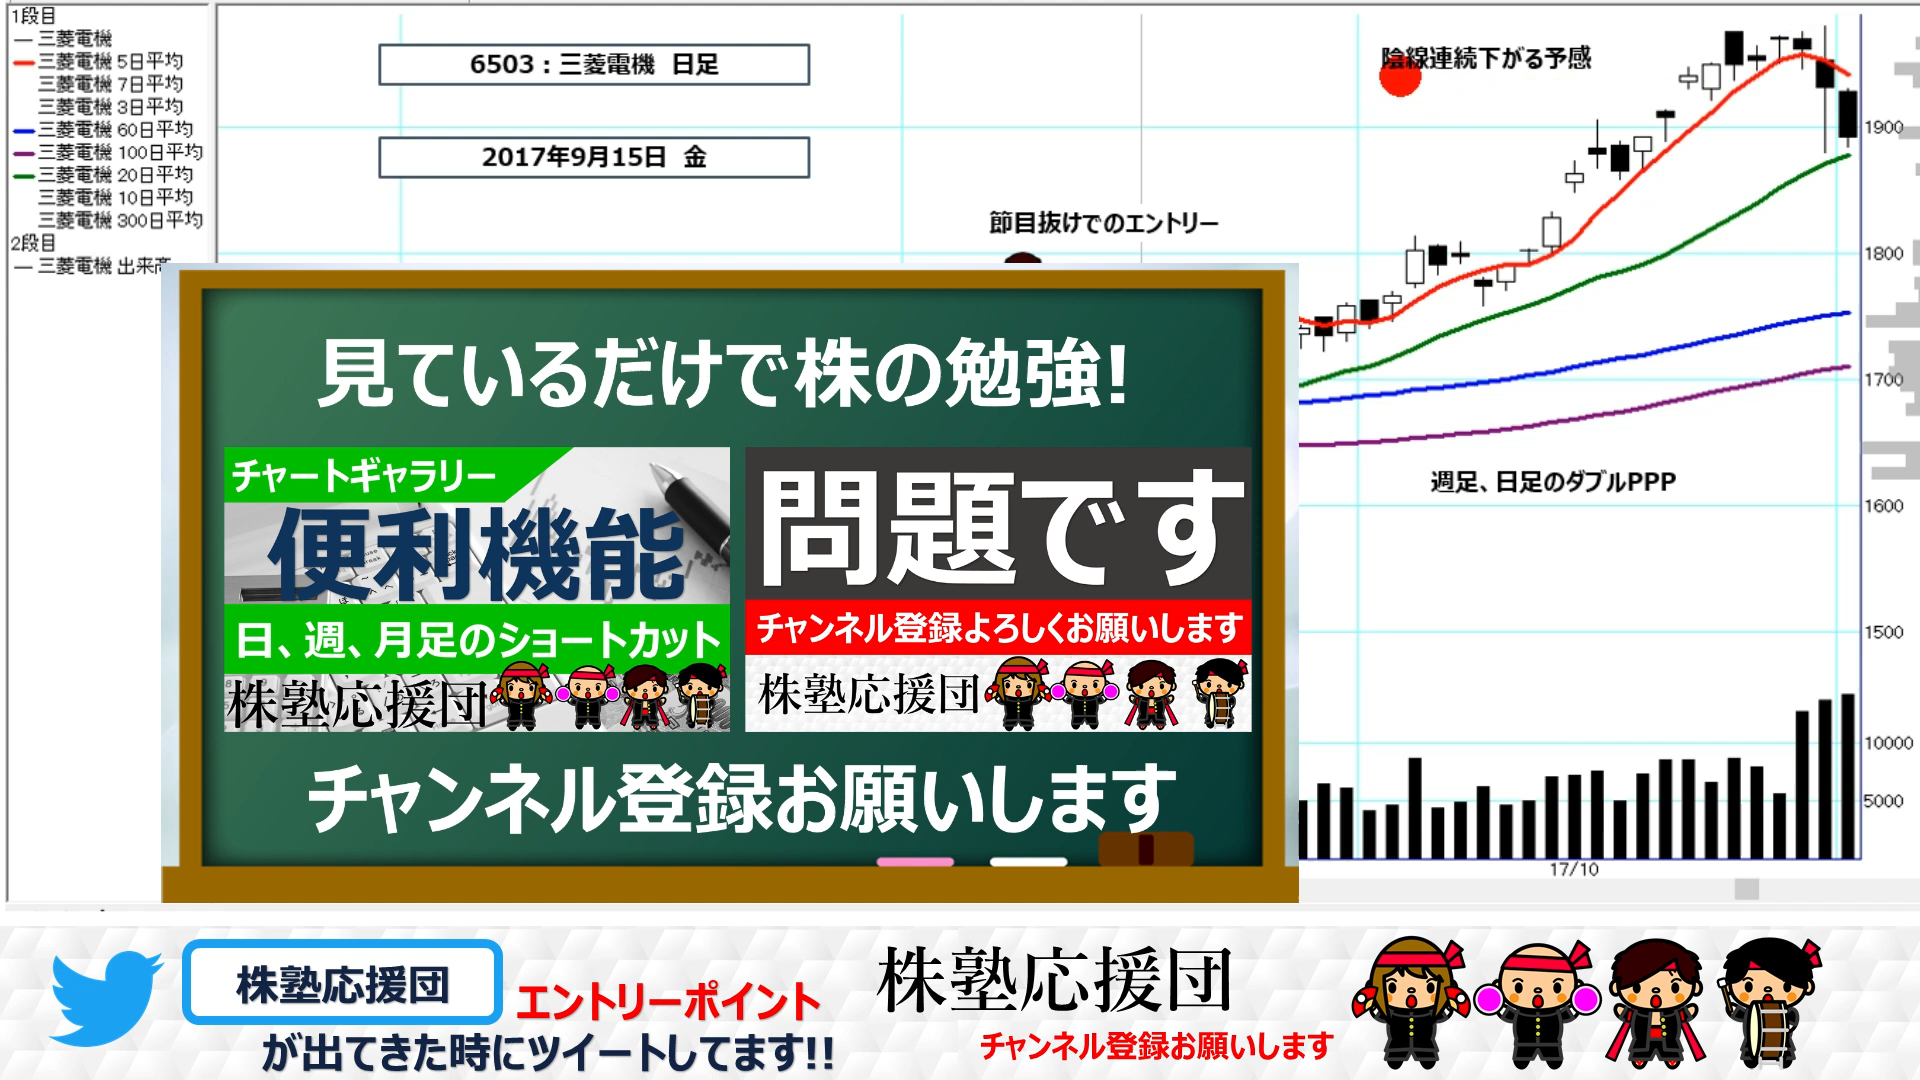 1段目
三菱電機
三菱電機 5日平均
三菱電機 7日平均
三菱電機 3日平均
三菱電機 60日平均
三菱電機 100日平均
三菱電機 20日平均
三菱電機 10日平均
三菱電機 300日平均
2段目
三菱電機 出来高
6503：三菱電機 日足
2017年9月15日 金
陰線連続下がる予感
節目抜けでのエントリー
週足、日足のダブルPPP
1900
1800
1700
1600
1500
10000
5000
17/10
見ているだけで株の勉強!
チャートギャラリー
便利機能
日、週、月足のショートカット
株塾応援団
問題です
チャンネル登録よろしくお願いします
株塾応援団
チャンネル登録お願いします
株塾応援団
エントリーポイント
が出てきた時にツイートしてます!!
株塾応援団
チャンネル登録お願いします